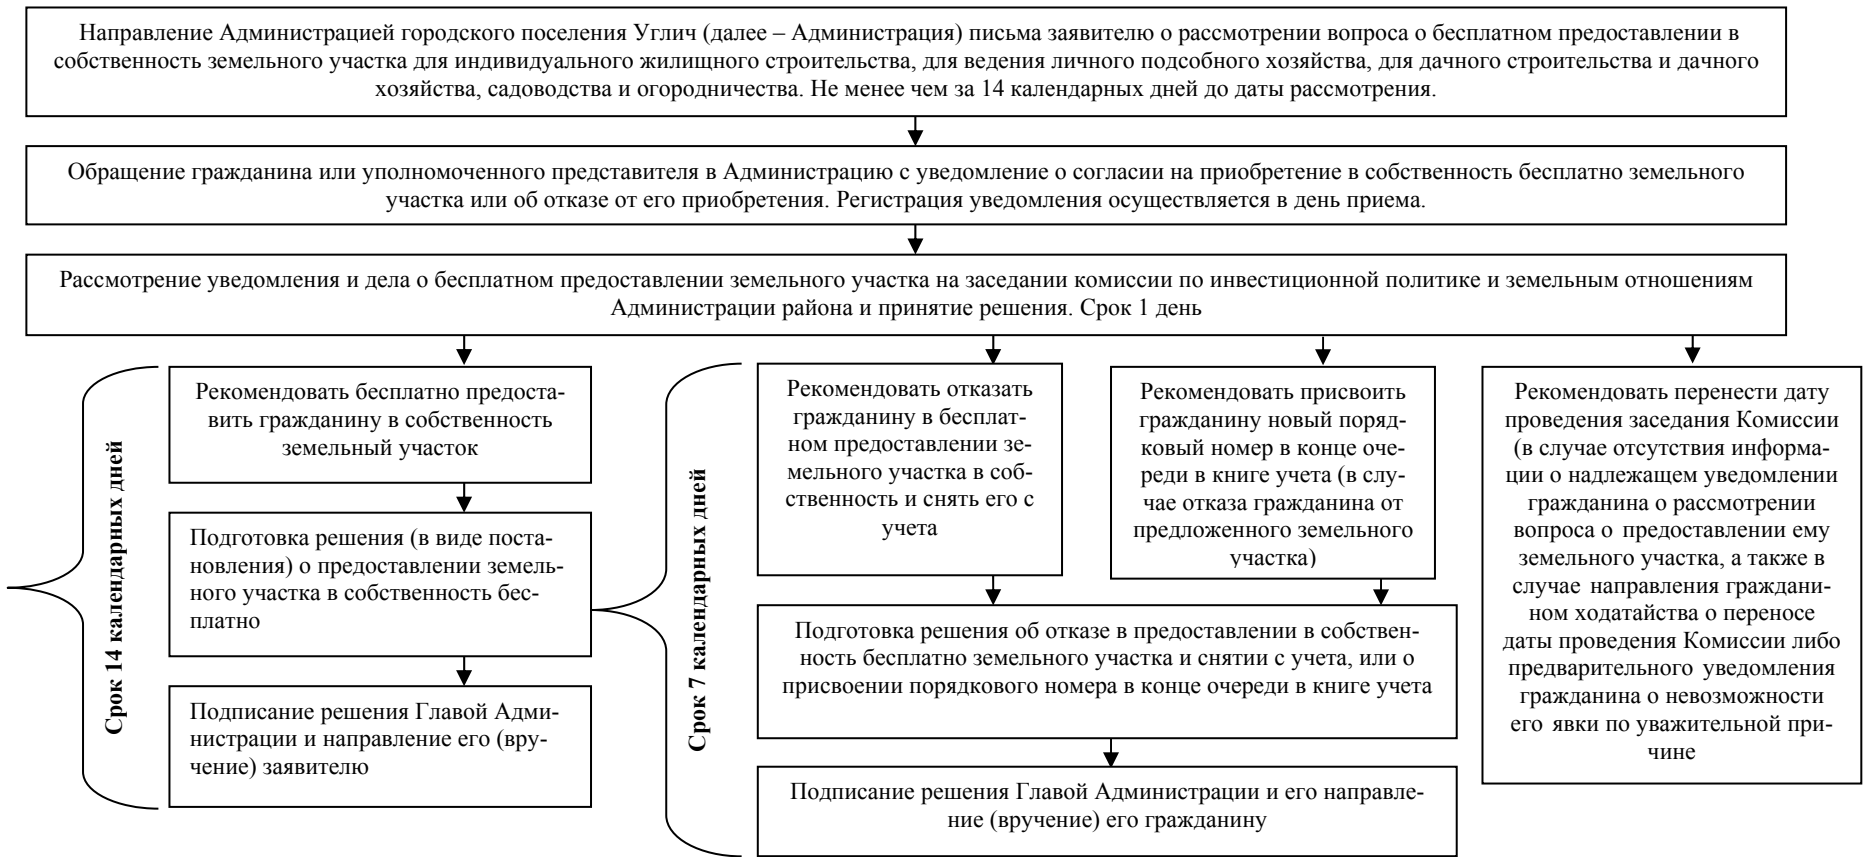 Направление Администрацией городского поселения Углич (далее – Администрация) письма заявителю о рассмотрении вопроса о бесплатном предоставлении в
собственность земельного участка для индивидуального жилищного строительства, для ведения личного подсобного хозяйства, для дачного строительства и дачного
хозяйства, садоводства и огородничества. Не менее чем за 14 календарных дней до даты рассмотрения.
Обращение гражданина или уполномоченного представителя в Администрацию с уведомление о согласии на приобретение в собственность бесплатно земельного
участка или об отказе от его приобретения. Регистрация уведомления осуществляется в день приема.
Рассмотрение уведомления и дела о бесплатном предоставлении земельного участка на заседании комиссии по инвестиционной политике и земельным отношениям
Администрации района и принятие решения. Срок 1 день
Срок 14 календарных дней
Рекомендовать бесплатно предоста-
вить гражданину в собственность
земельный участок
Подготовка решения (в виде поста-
новления) о предоставлении земель-
ного участка в собственность бес-
платно
Подписание решения Главой Адми-
нистрации и направление его (вру-
чение) заявителю
Срок 7 календарных дней
Рекомендовать отказать
гражданину в бесплат-
ном предоставлении зе-
мельного участка в соб-
ственность и снять его с
учета
Рекомендовать присвоить
гражданину новый поряд-
ковый номер в конце оче-
реди в книге учета (в слу-
чае отказа гражданина от
предложенного земельного
участка)
Подготовка решения об отказе в предоставлении в собствен-
ность бесплатно земельного участка и снятии с учета, или о
присвоении порядкового номера в конце очереди в книге учета
Подписание решения Главой Администрации и его направле-
ние (вручение) его гражданину
Рекомендовать перенести дату
проведения заседания Комиссии
(в случае отсутствия информа-
ции о надлежащем уведомлении
гражданина о рассмотрении
вопроса о предоставлении ему
земельного участка, а также в
случае направления граждани-
ном ходатайства о переносе
даты проведения Комиссии либо
предварительного уведомления
гражданина о невозможности
его явки по уважительной при-
чине